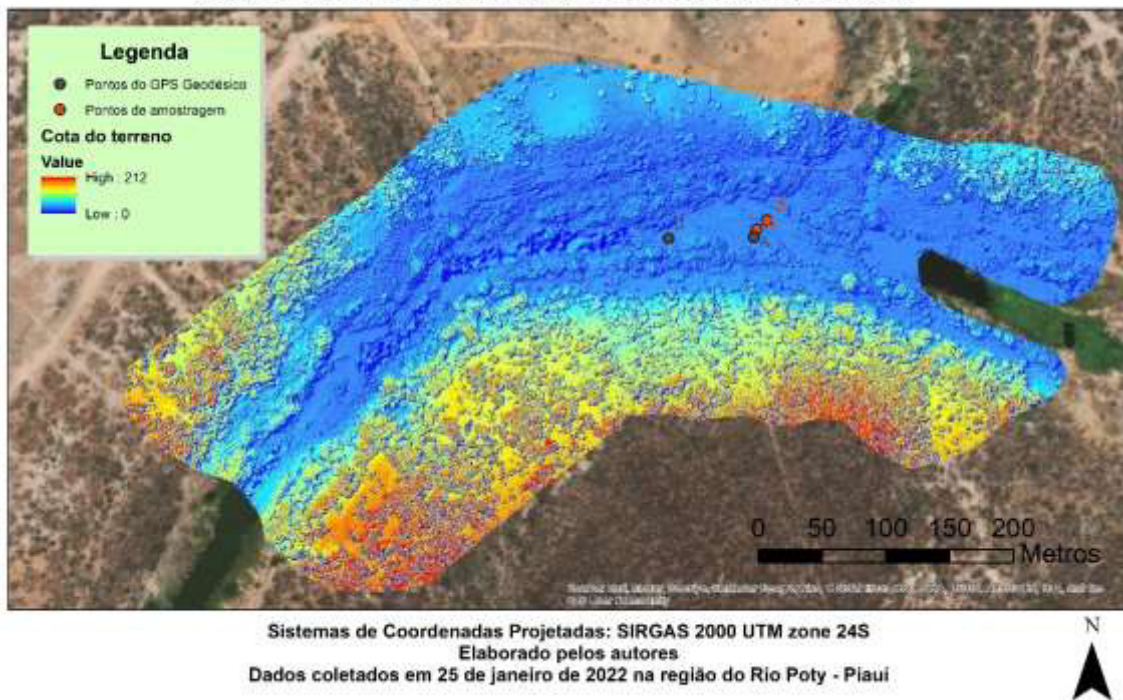 Legenda
Pontos do GPS Geodésico
Pontos de amostragem
Cota do terreno
Value
High : 212
Low : 0
0 50 100 150 200
Metros
Sistemas de Coordenadas Projetadas: SIRGAS 2000 UTM zone 24S
Elaborado pelos autores
Dados coletados em 25 de janeiro de 2022 na região do Rio Poty - Piauí
N